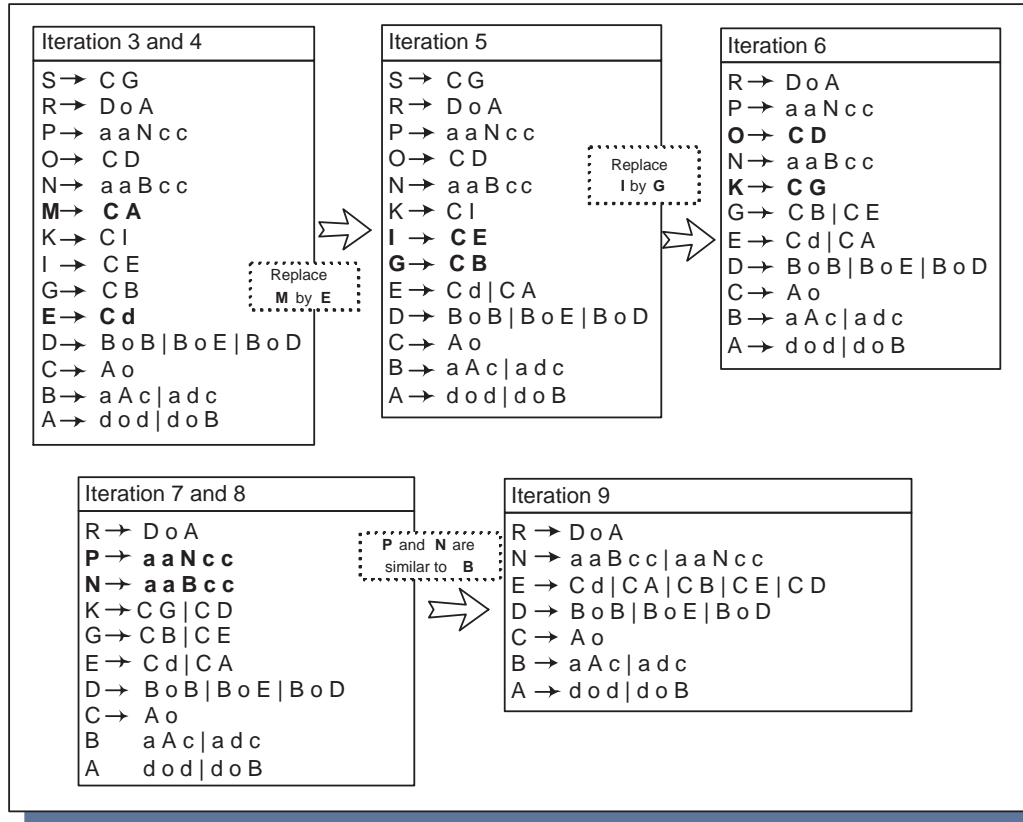 Iteration 3 and 4
S→ C G
R→ D o A
P→ a a N c c
O→ C D
N→ a a B c c
M→ C A
K→ C I
I → C E
G→ C B
E→ C d
D→ B o B | B o E | B o D
C→ A o
B→ a A c | a d c
A→ d o d | d o B
Replace
M by E
Iteration 5
S→ C G
R→ D o A
P→ a a N c c
O→ C D
N→ a a B c c
K→ C I
I → C E
G→ C B
E→ C d | C A
D→ B o B | B o E | B o D
C→ A o
B→ a A c | a d c
A→ d o d | d o B
Replace
I by G
Iteration 6
R→ D o A
P→ a a N c c
O→ C D
N→ a a B c c
K→ C G
G→ C B | C E
E→ C d | C A
D→ B o B | B o E | B o D
C→ A o
B→ a A c | a d c
A→ d o d | d o B
Iteration 7 and 8
R→ D o A
P→ a a N c c
N→ a a B c c
K→ C G | C D
G→ C B | C E
E→ C d | C A
D→ B o B | B o E | B o D
C→ A o
B a A c | a d c
A d o d | d o B
P and N are
similar to B
Iteration 9
R→ D o A
N→ a a B c c | a a N c c
E→ C d | C A | C B | C E | C D
D→ B o B | B o E | B o D
C→ A o
B→ a A c | a d c
A→ d o d | d o B